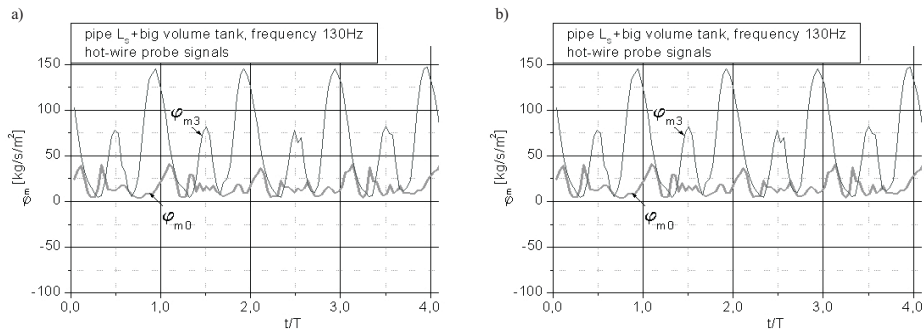 a)
pipe Lₛ+big volume tank, frequency 130Hz
hot-wire probe signals
150
100
50
0
-50
-100
φₘ [kg/s/m²]
φₘ₃
φₘ₀
0,0 1,0 2,0 3,0 4,0
t/T
b)
pipe Lₛ+big volume tank, frequency 130Hz
hot-wire probe signals
150
100
50
0
-50
-100
φₘ [kg/s/m²]
φₘ₃
φₘ₀
0,0 1,0 2,0 3,0 4,0
t/T